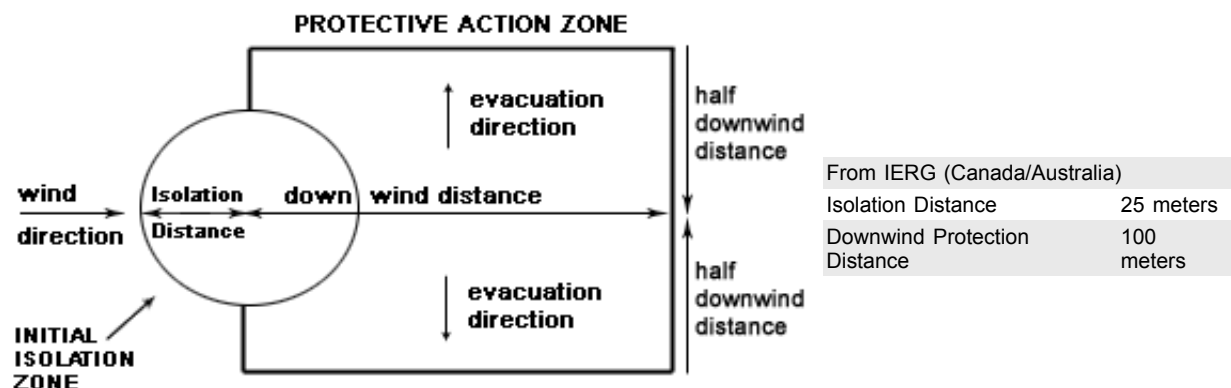 PROTECTIVE ACTION ZONE
evacuation
direction
half
downwind
distance
wind
direction
Isolation
Distance
down wind distance
evacuation
direction
half
downwind
distance
INITIAL
ISOLATION
ZONE
From IERG (Canada/Australia)
Isolation Distance 25 meters
Downwind Protection 100
Distance meters